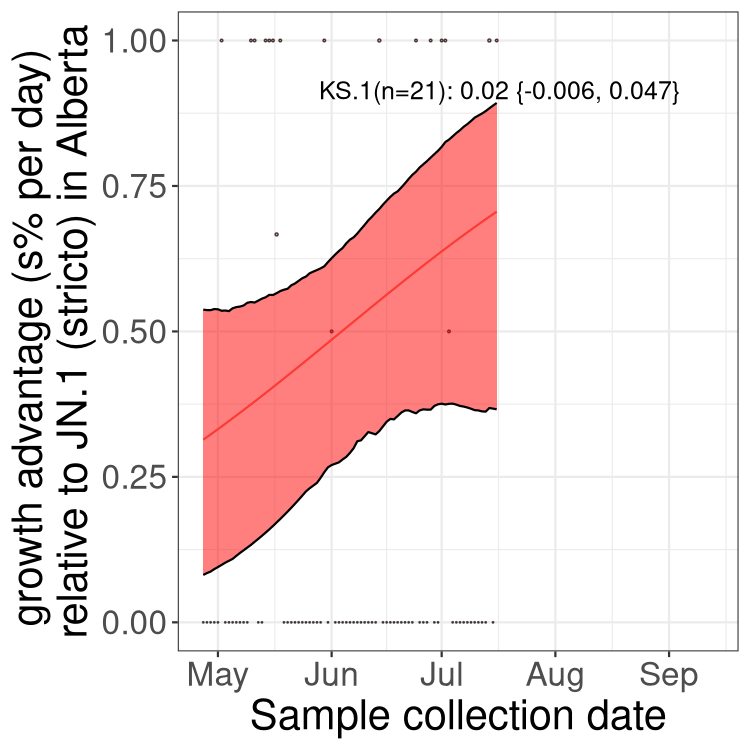 growth advantage (s% per day)
relative to JN.1 (stricto) in Alberta
1.00
0.75
0.50
0.25
0.00
KS.1(n=21): 0.02 {-0.006, 0.047}
May Jun Jul Aug Sep
Sample collection date